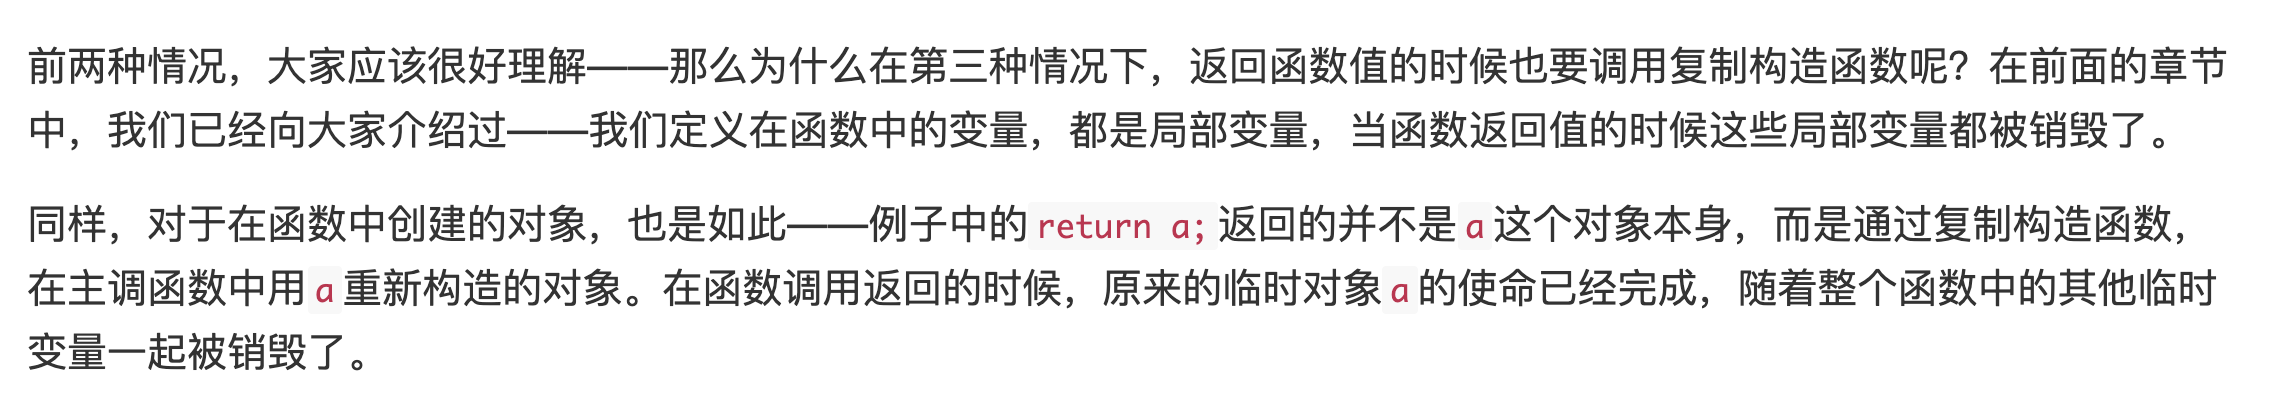 前两种情况，大家应该很好理解——那么为什么在第三种情况下，返回函数值的时候也要调用复制构造函数呢？在前面的章节
中，我们已经向大家介绍过——我们定义在函数中的变量，都是局部变量，当函数返回值的时候这些局部变量都被销毁了。
同样，对于在函数中创建的对象，也是如此——例子中的return a;返回的并不是a这个对象本身，而是通过复制构造函数，
在主调函数中用a重新构造的对象。在函数调用返回的时候，原来的临时对象a的使命已经完成，随着整个函数中的其他临时
变量一起被销毁了。